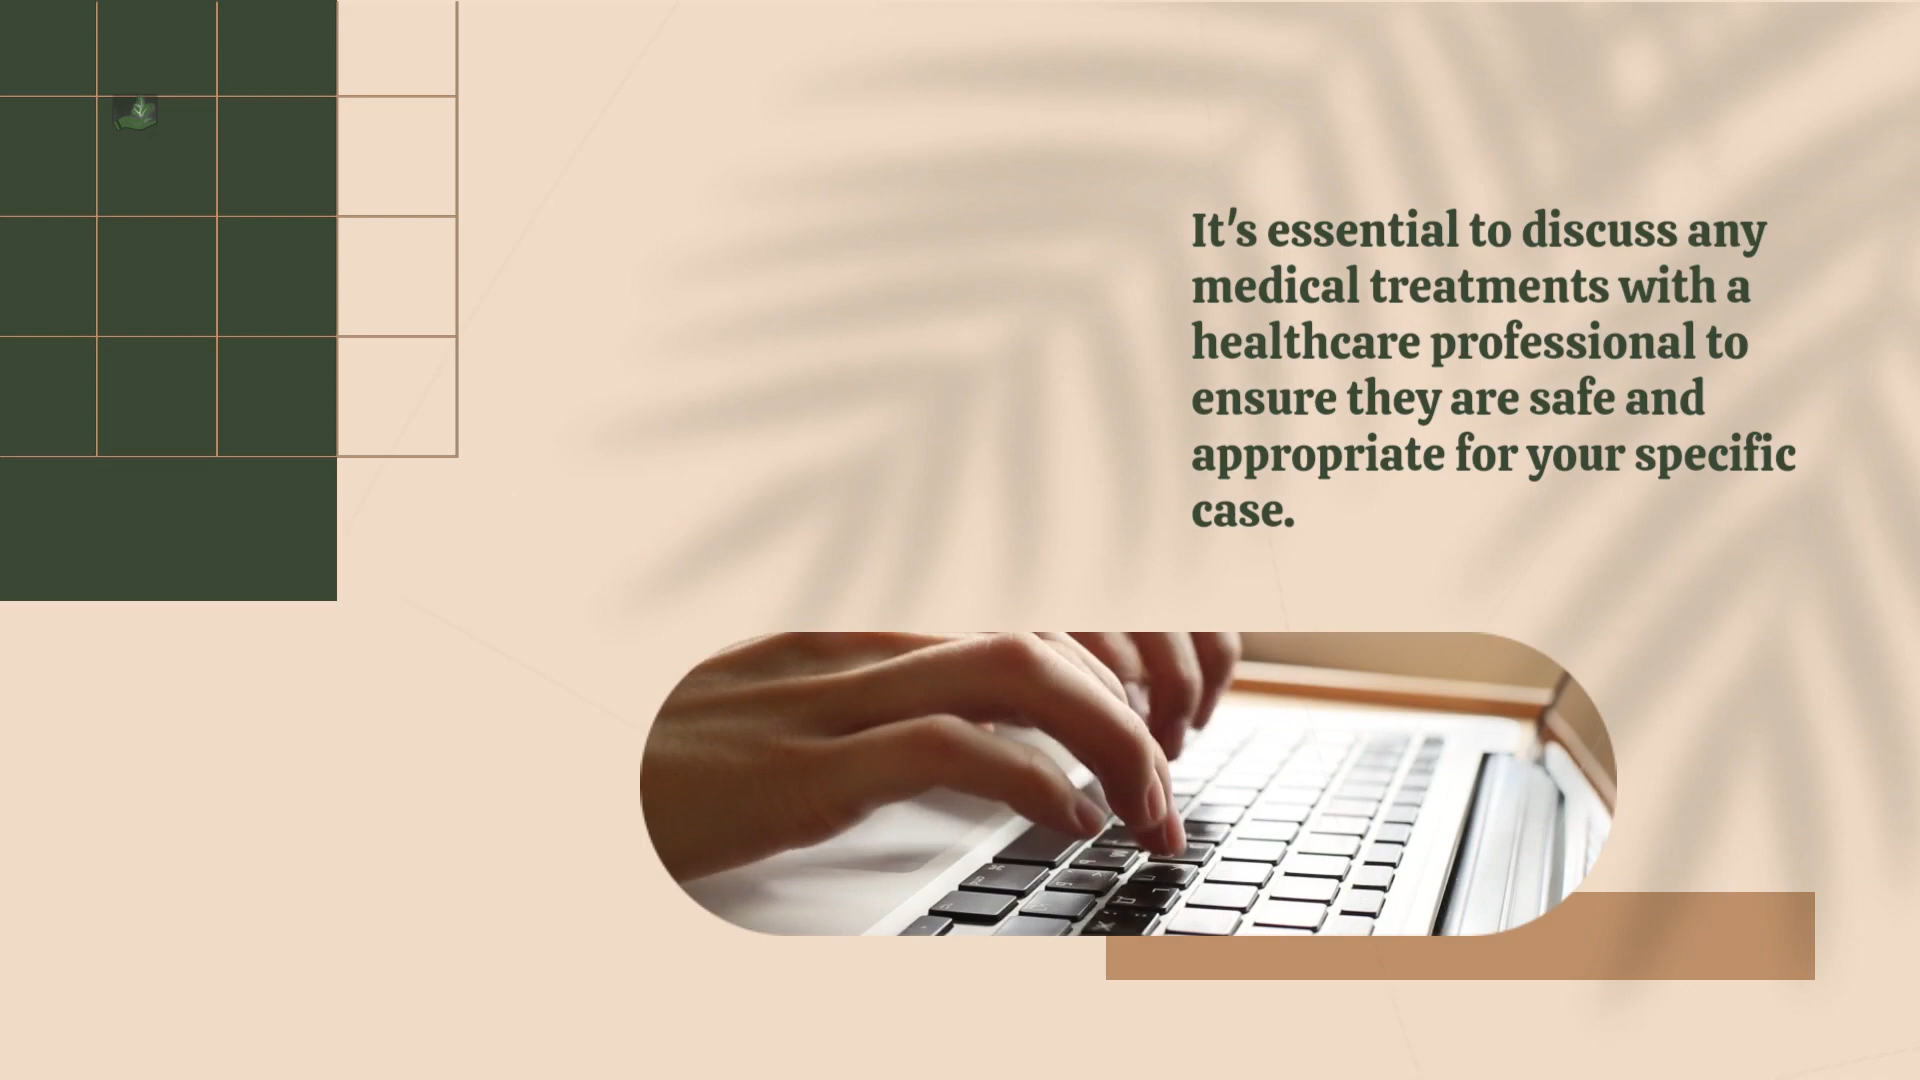 It's essential to discuss any
medical treatments with a
healthcare professional to
ensure they are safe and
appropriate for your specific
case.